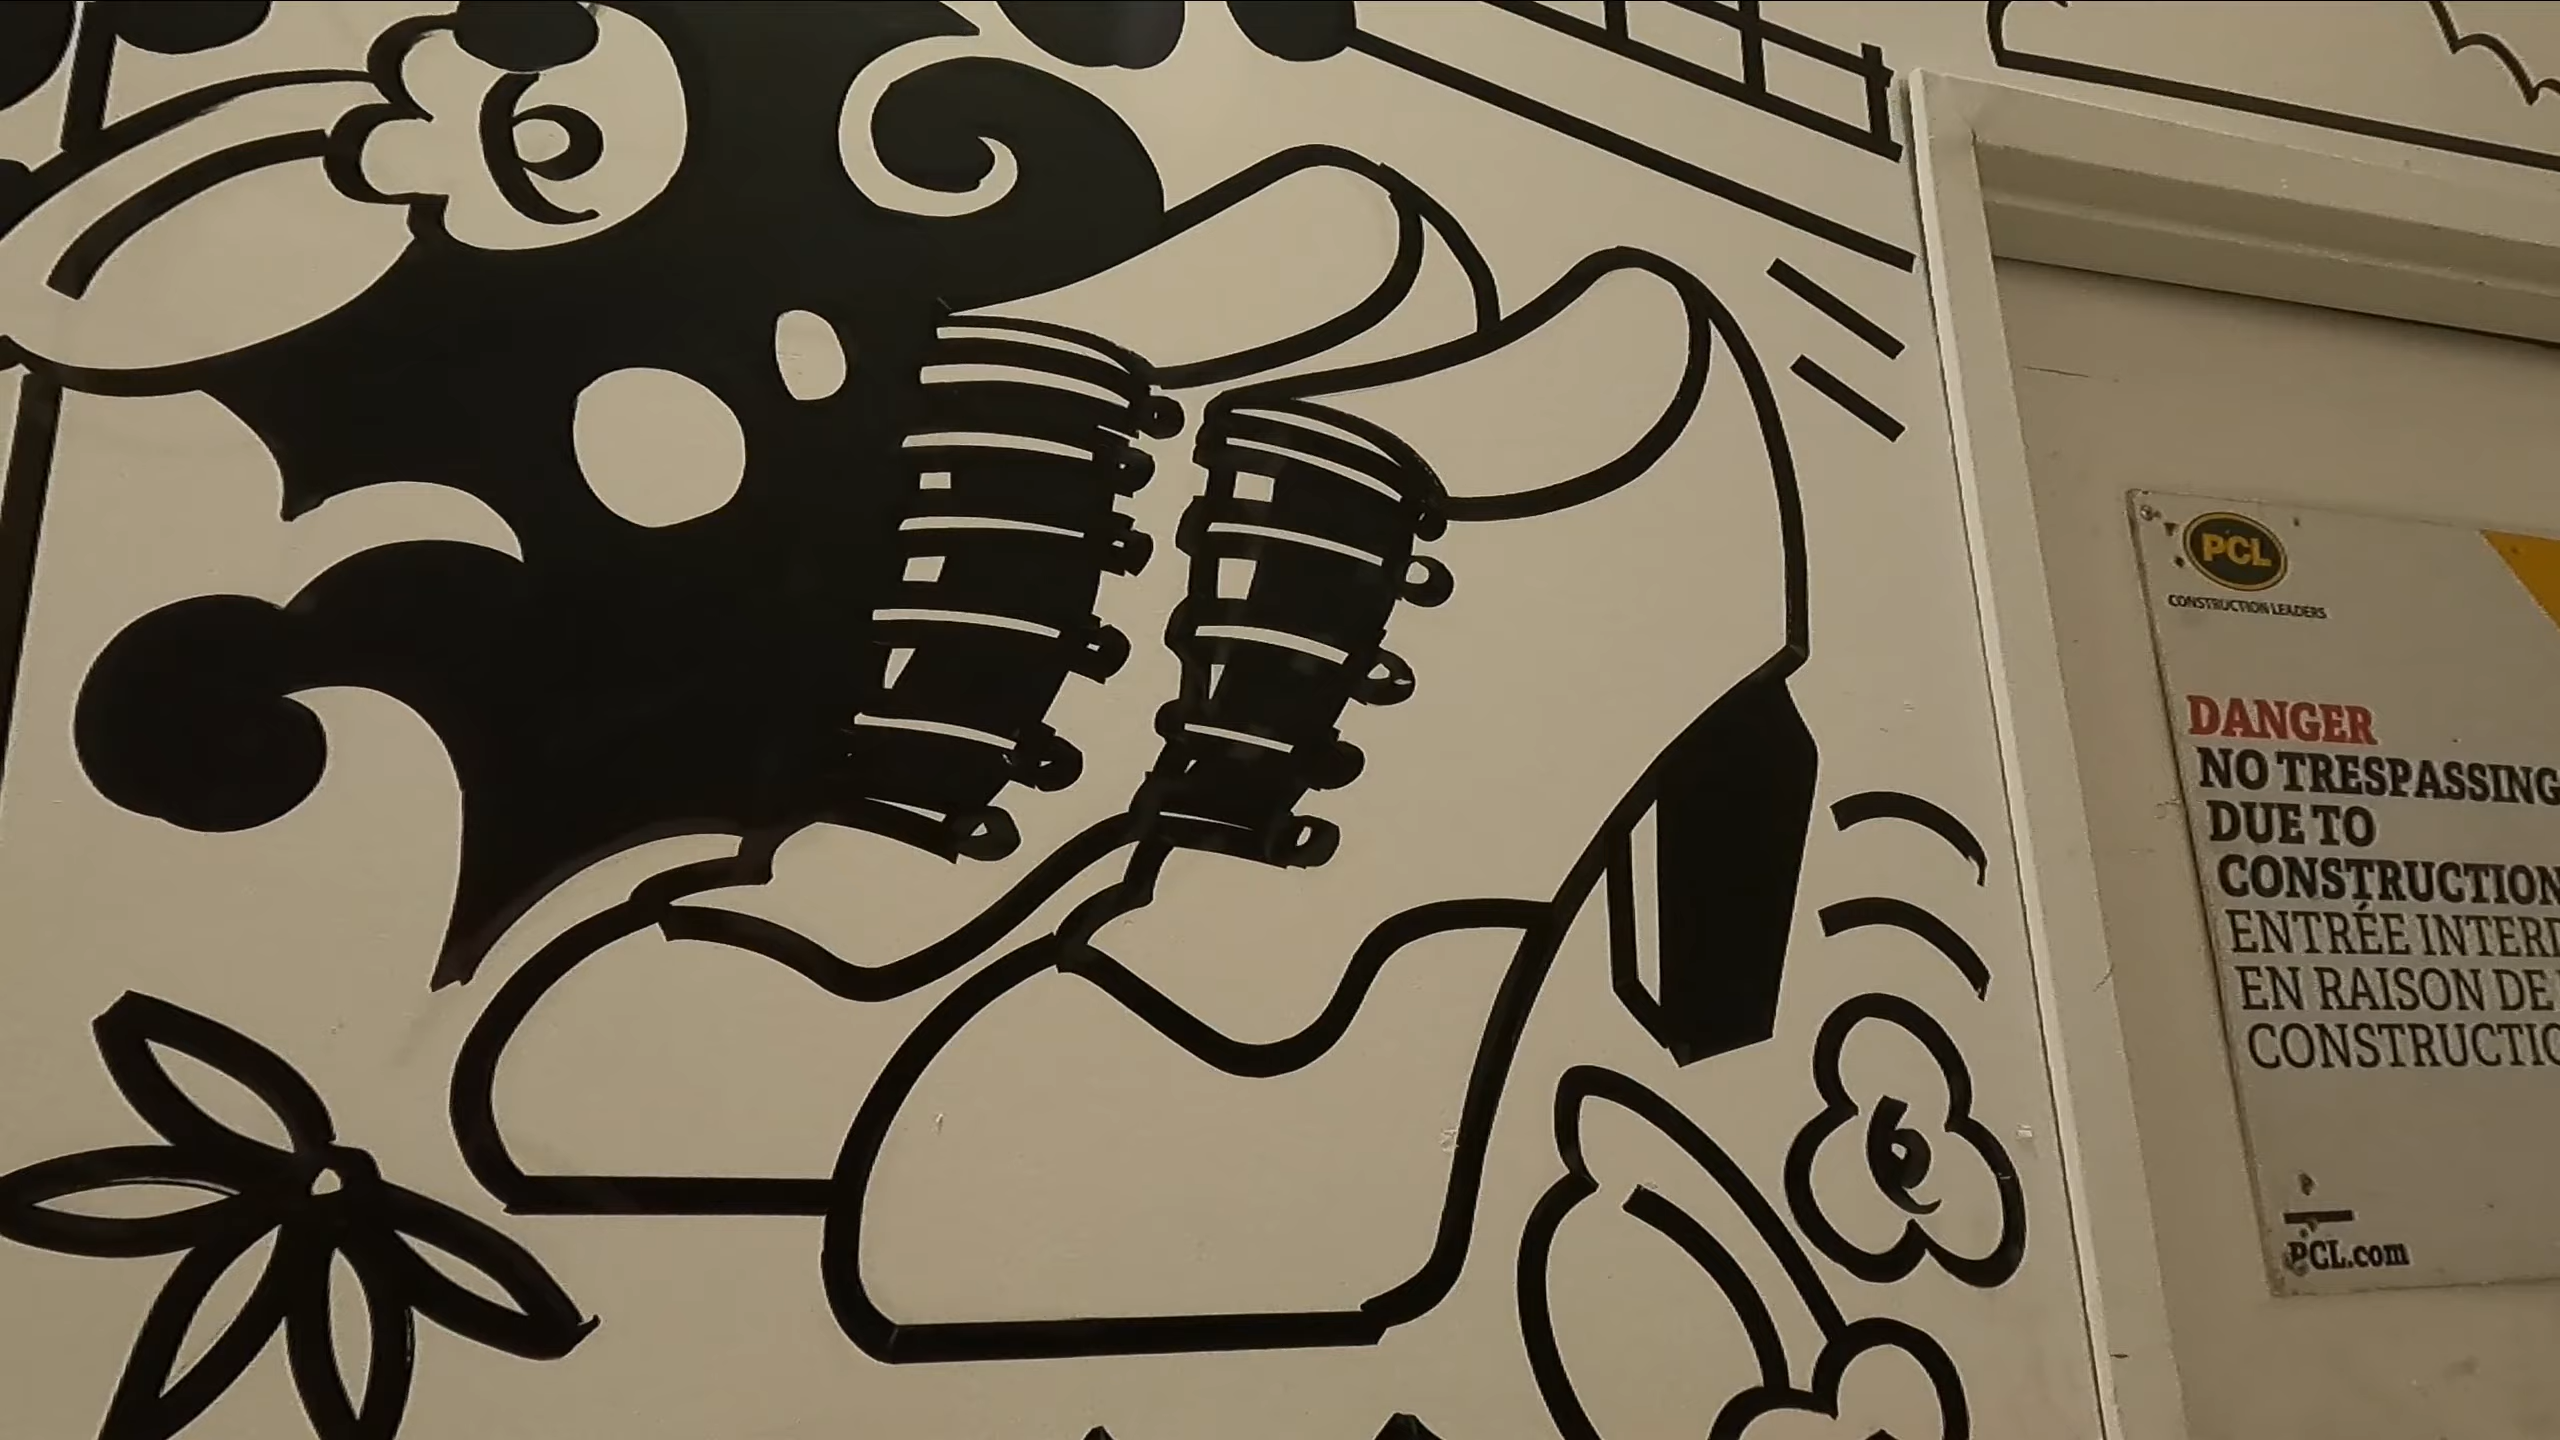 PCL
CONSTRUCTION LEADERS
DANGER
NO TRESPASSING
DUE TO
CONSTRUCTION
ENTRÉE
EN RAISON DE
PCL.com